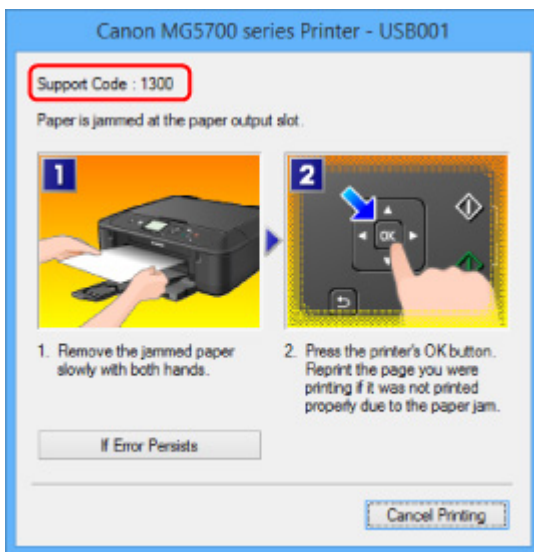 Canon MG5700 series Printer - USB001
Support Code : 1300
Paper is jammed at the paper output slot.
1
2
OK
1. Remove the jammed paper
slowly with both hands.
2. Press the printer's OK button.
Reprint the page you were
printing if it was not printed
properly due to the paper jam.
If Error Persists
Cancel Printing